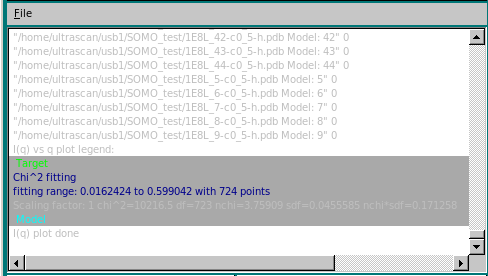 File
"/home/ultrascan/usb1/SOMO_test/1E8L_42-c0_5-h.pdb Model: 42" 0
"/home/ultrascan/usb1/SOMO_test/1E8L_43-c0_5-h.pdb Model: 43" 0
"/home/ultrascan/usb1/SOMO_test/1E8L_44-c0_5-h.pdb Model: 44" 0
"/home/ultrascan/usb1/SOMO_test/1E8L_5-c0_5-h.pdb Model: 5" 0
"/home/ultrascan/usb1/SOMO_test/1E8L_6-c0_5-h.pdb Model: 6" 0
"/home/ultrascan/usb1/SOMO_test/1E8L_7-c0_5-h.pdb Model: 7" 0
"/home/ultrascan/usb1/SOMO_test/1E8L_8-c0_5-h.pdb Model: 8" 0
"/home/ultrascan/usb1/SOMO_test/1E8L_9-c0_5-h.pdb Model: 9" 0
I(q) vs q plot legend:
Target
Chi^2 fitting
fitting range: 0.0162424 to 0.599042 with 724 points
Scaling factor: 1 chi^2=10216.5 df=723 nchi=3.75909 sdf=0.0455585 nchi*sdf=0.171258
Model
I(q) plot done